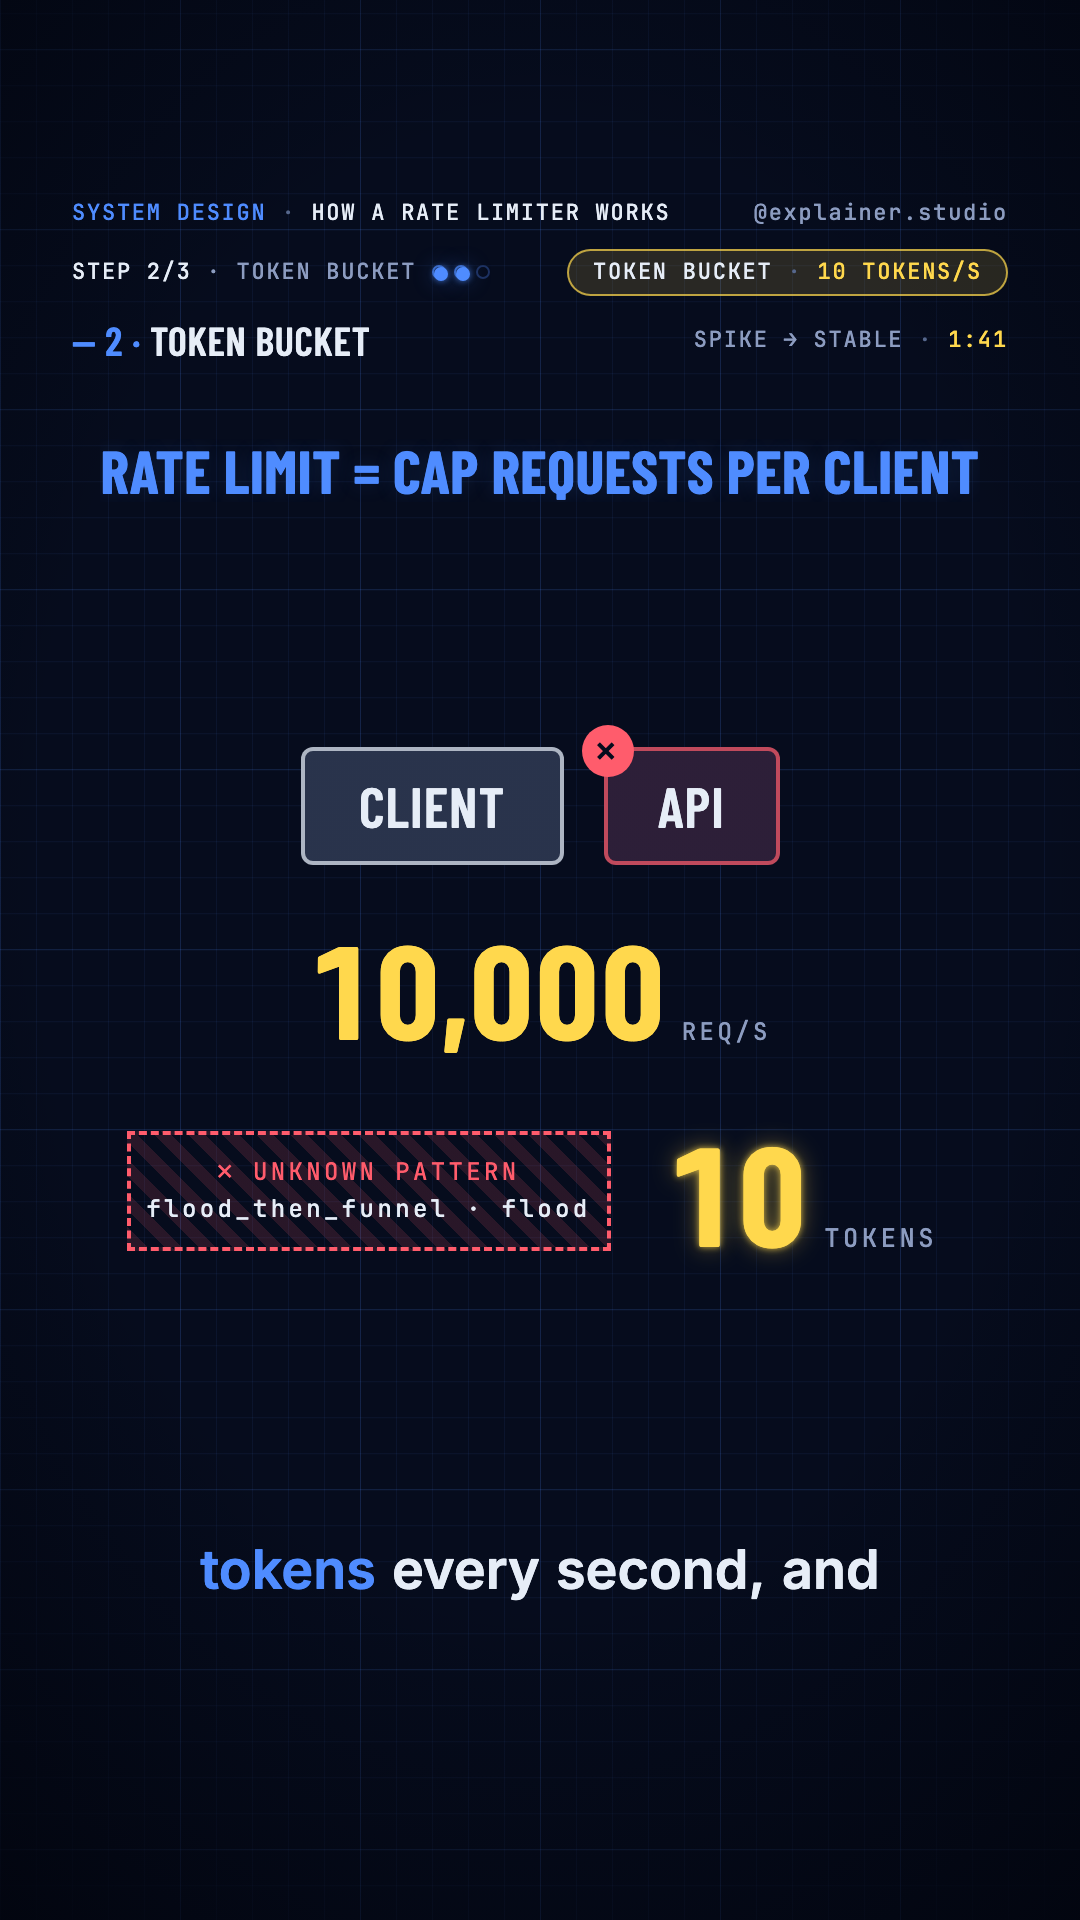 SYSTEM DESIGN · HOW A RATE LIMITER WORKS @explainer.studio
STEP 2/3 · TOKEN BUCKET TOKEN BUCKET · 10 TOKENS/S
— 2 · TOKEN BUCKET SPIKE → STABLE · 1:41
RATE LIMIT = CAP REQUESTS PER CLIENT
CLIENT × API
10,000 REQ/S
× UNKNOWN PATTERN
flood_then_funnel · flood
10 TOKENS
tokens every second, and